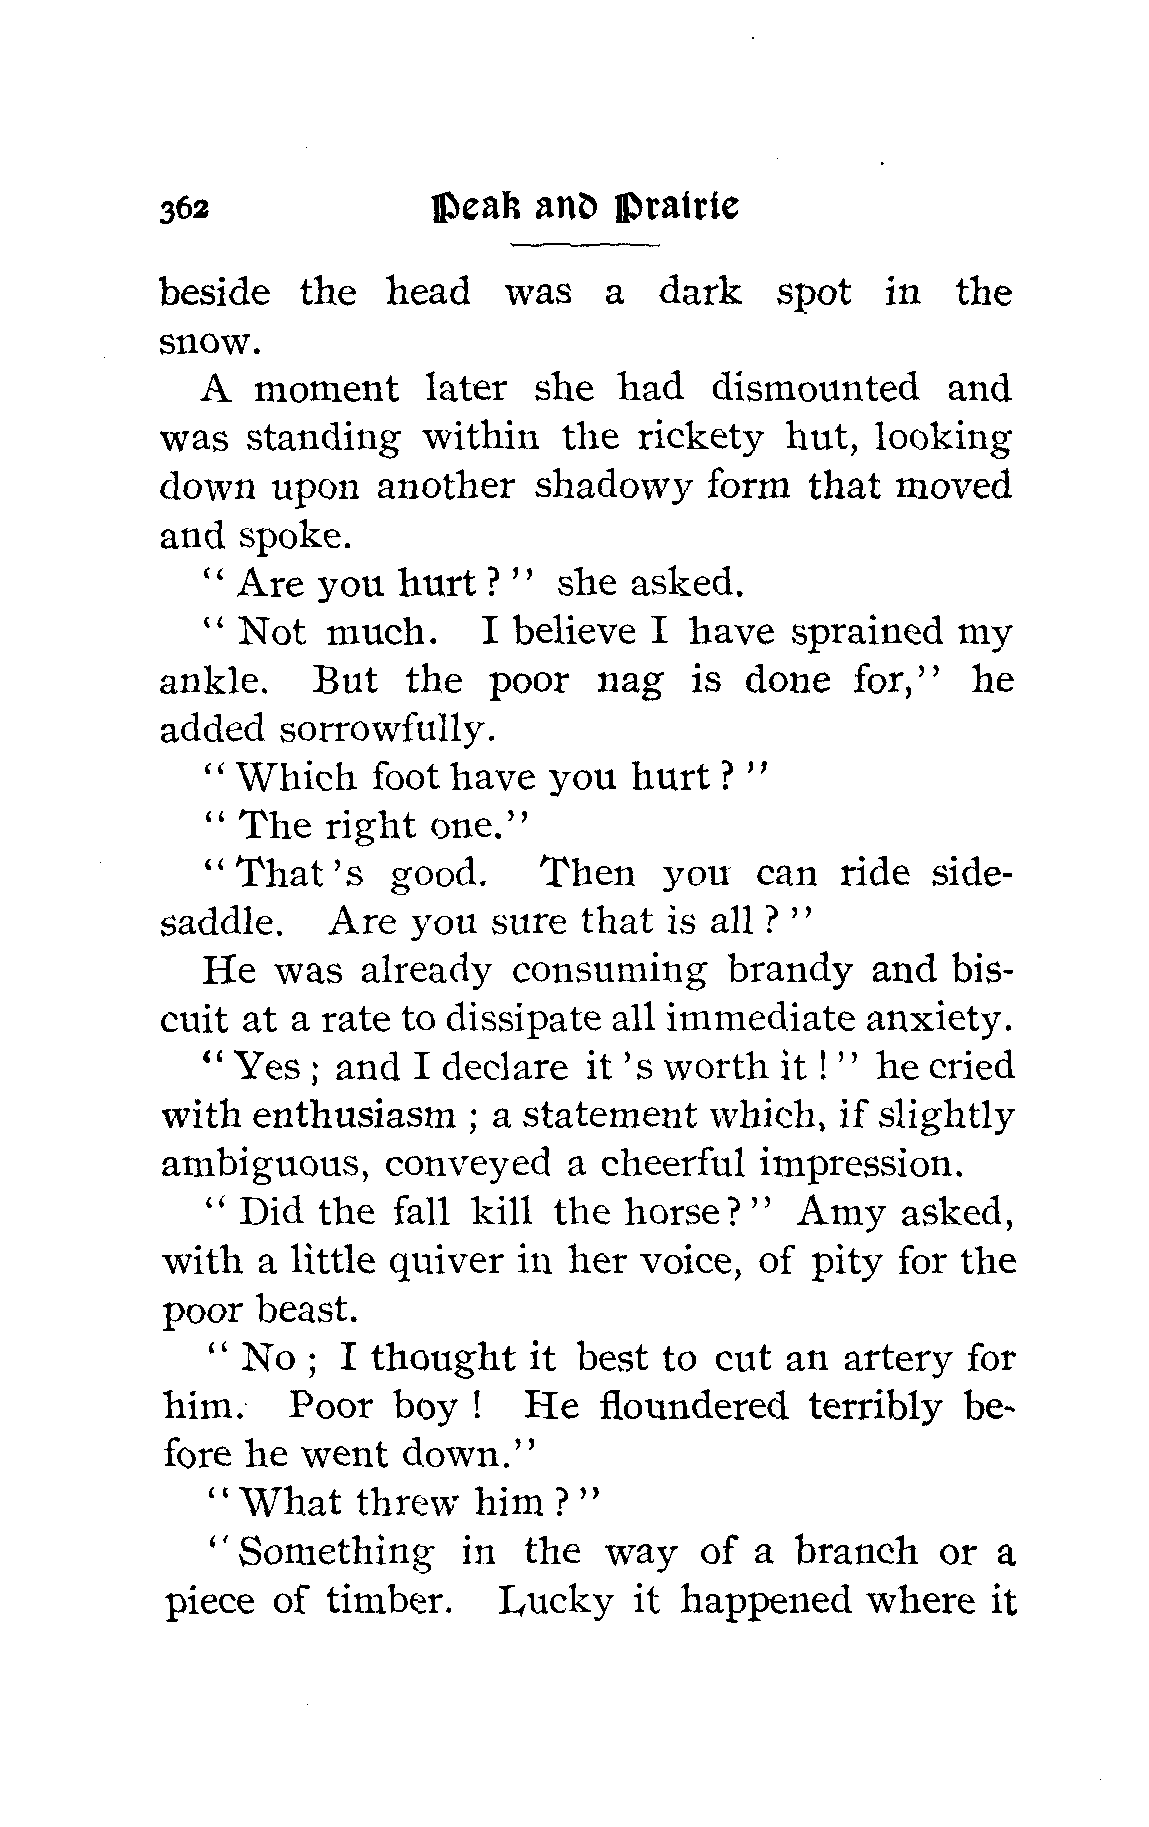 362 Peak and Prairie
beside the head was a dark spot in the
snow.
A moment later she had dismounted and
was standing within the rickety hut, looking
down upon another shadowy form that moved
and spoke.
" Are you hurt ? " she asked.
" Not much. I believe I have sprained my
ankle. But the poor nag is done for," he
added sorrowfully.
" Which foot have you hurt ? "
" The right one."
" That 's good. Then you can ride side-
saddle. Are you sure that is all ? "
He was already consuming brandy and bis-
cuit at a rate to dissipate all immediate anxiety.
" Yes ; and I declare it 's worth it ! " he cried
with enthusiasm ; a statement which, if slightly
ambiguous, conveyed a cheerful impression.
" Did the fall kill the horse ? " Amy asked,
with a little quiver in her voice, of pity for the
poor beast.
" No ; I thought it best to cut an artery for
him. Poor boy ! He floundered terribly be-
fore he went down."
" What threw him ? "
" Something in the way of a branch or a
piece of timber. Lucky it happened where it